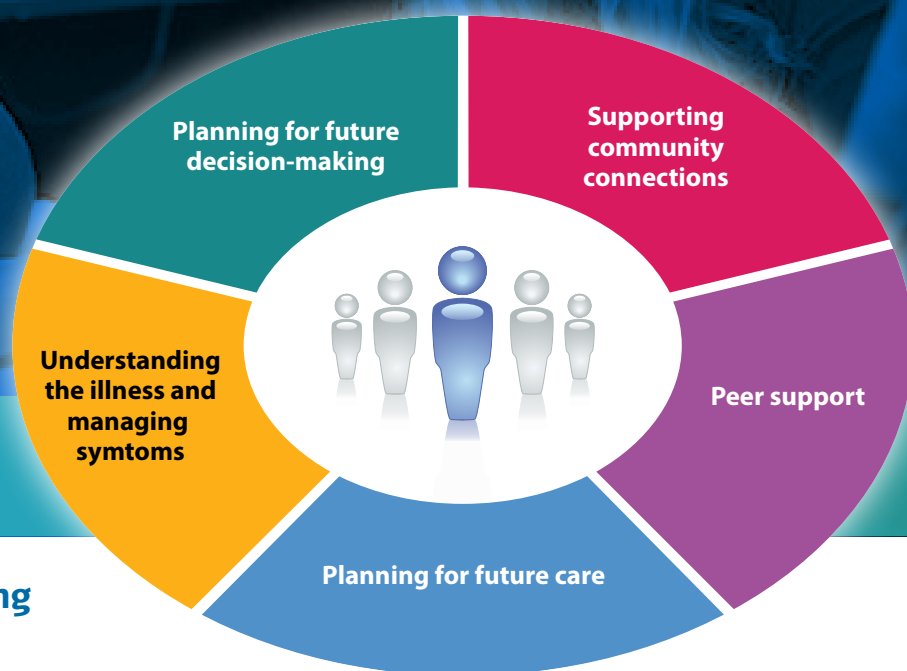 Planning for future
decision-making
Supporting
community
connections
Understanding
the illness and
managing
symtoms
Peer support
Planning for future care
ng